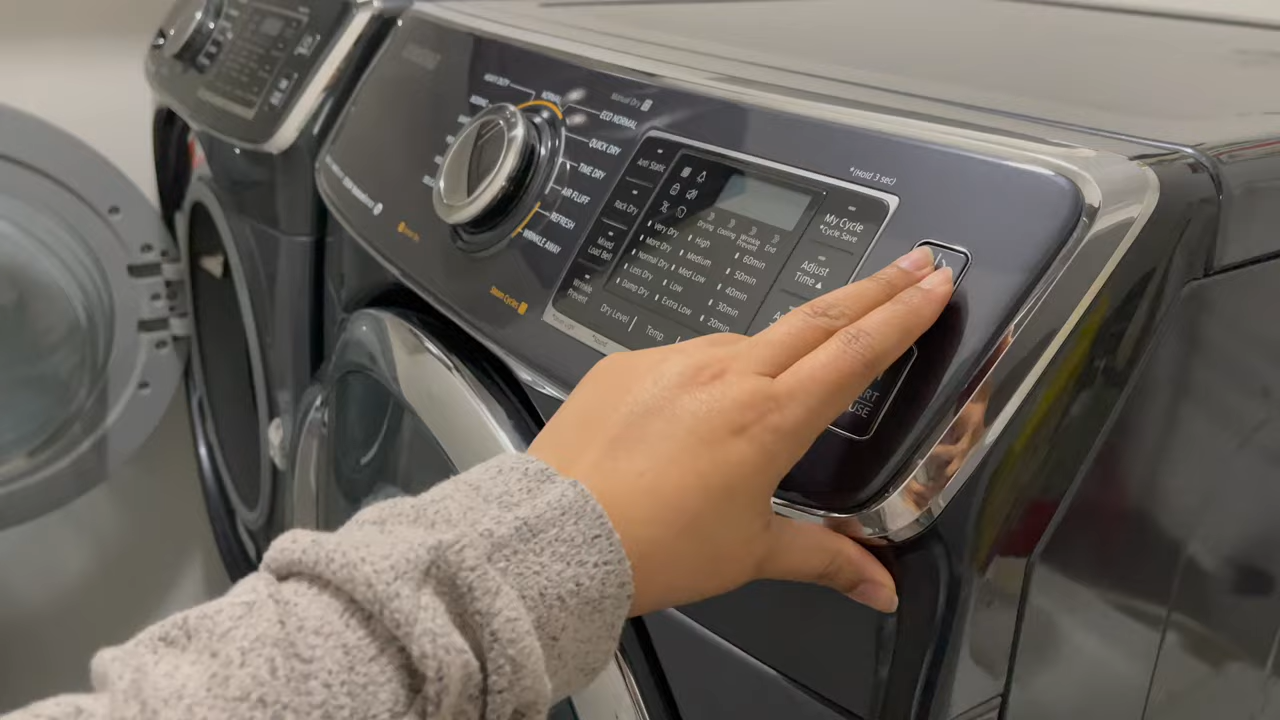 HEAVY DUTY
NORMAL
Manual Dry
ECO NORMAL
QUICK DRY
TIME DRY
AIR FLUFF
REFRESH
WRINKLE AWAY
Steam Cycles
Anti Static
Rack Dry
Mixed
Load Bell
Wrinkle
Prevent
Drying
Cooling
Wrinkle
Prevent
End
Very Dry
More Dry
Normal Dry
Less Dry
Damp Dry
High
Medium
Med Low
Low
Extra Low
60min
50min
40min
30min
20min
Dry Level
Temp.
*(Hold 3 sec)
My Cycle
*Cycle Save
Adjust
Time▲